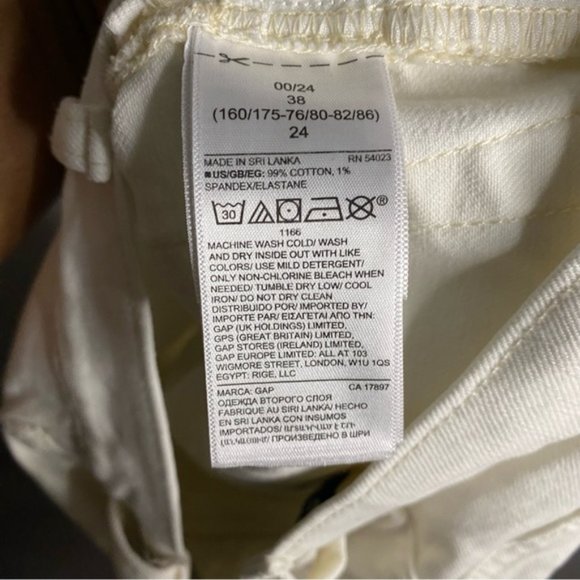 00/24
38
(160/175-76/80-82/86)
24
MADE IN SRI LANKA RN 54023
■US/GB/EG: 99% COTTON, 1%
SPANDEX/ELASTANE
30 ®
1166
MACHINE WASH COLD/ WASH
AND DRY INSIDE OUT WITH LIKE
COLORS/ USE MILD DETERGENT/
ONLY NON-CHLORINE BLEACH WHEN
NEEDED/ TUMBLE DRY LOW/ COOL
IRON/ DO NOT DRY CLEAN
DISTRIBUIDO POR/ IMPORTED BY/
IMPORTE PAR/ ΕΙΣΑΓΕΤΑΙ ΑΠΟ ΤΗΝ:
GAP (UK HOLDINGS) LIMITED,
GPS (GREAT BRITAIN) LIMITED,
GAP STORES (IRELAND) LIMITED,
GAP EUROPE LIMITED: ALL AT 103
WIGMORE STREET, LONDON, W1U 1QS
EGYPT: RIGE, LLC
MARCA: GAP CA 17897
ОДЕЖДА ВТОРОГО СЛОЯ
FABRIQUE AU SIRI LANKA/ HECHO
EN SRI LANKA CON INSUMOS
IMPORTADOS/
ПРОИЗВЕДЕНО В ШРИ